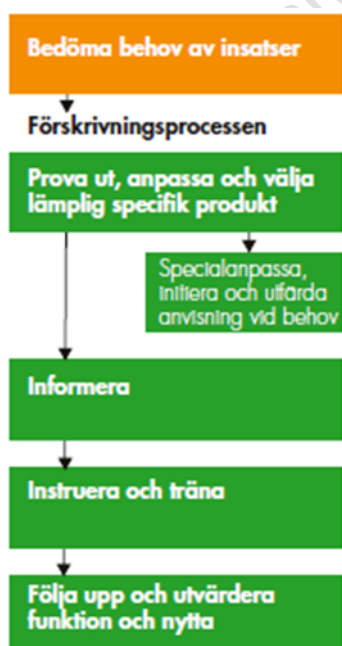 Bedöma behov av insatser
Förskrivningsprocessen
Prova ut, anpassa och välja
lämplig specifik produkt
Specialanpassa,
initiera och utfärda
anvisning vid behov
Informera
Instruera och träna
Följa upp och utvärdera
funktion och nytta